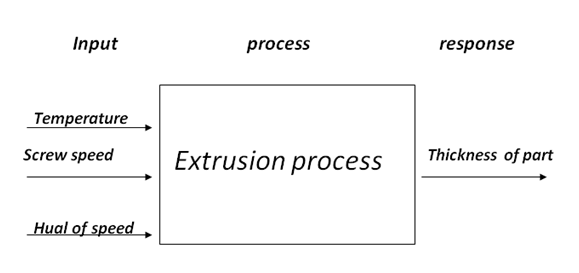 Input process response
Temperature
Screw speed
Extrusion process
Thickness of part
Hual of speed